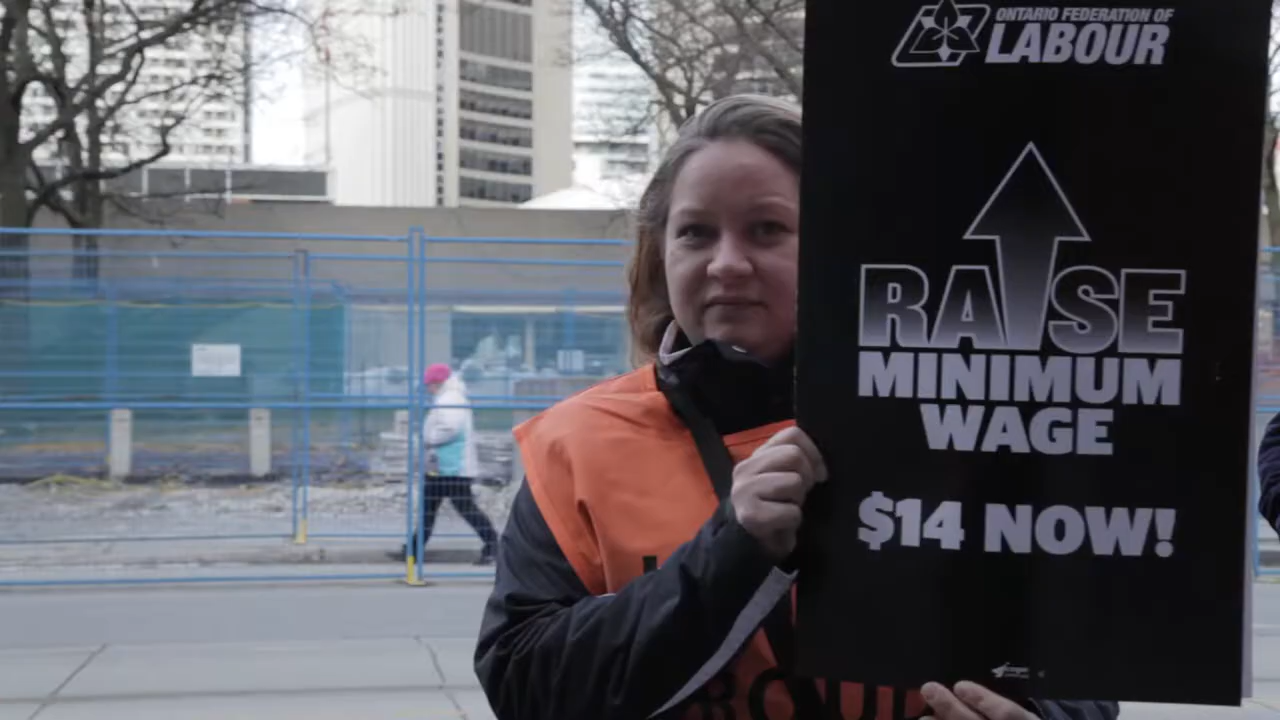 ONTARIO FEDERATION OF
LABOUR
RAISE
MINIMUM
WAGE
$14 NOW!